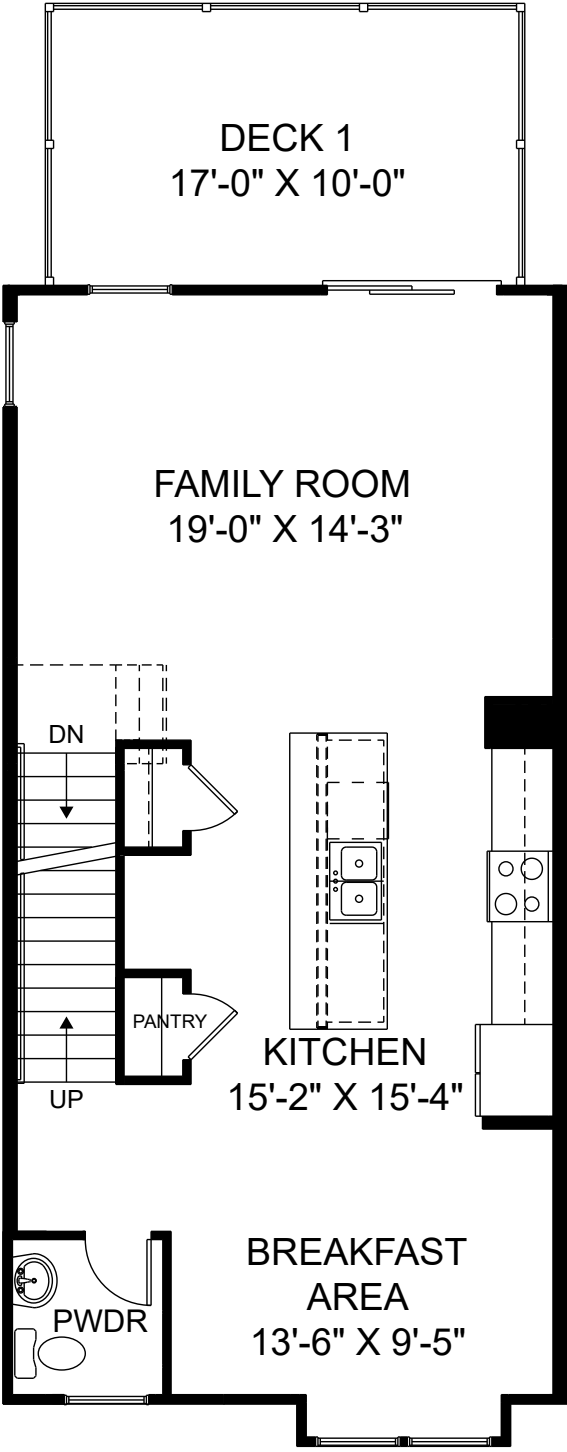 DECK 1
17'-0" X 10'-0"
FAMILY ROOM
19'-0" X 14'-3"
DN
PANTRY
KITCHEN
15'-2" X 15'-4"
UP
BREAKFAST
AREA
13'-6" X 9'-5"
PWDR